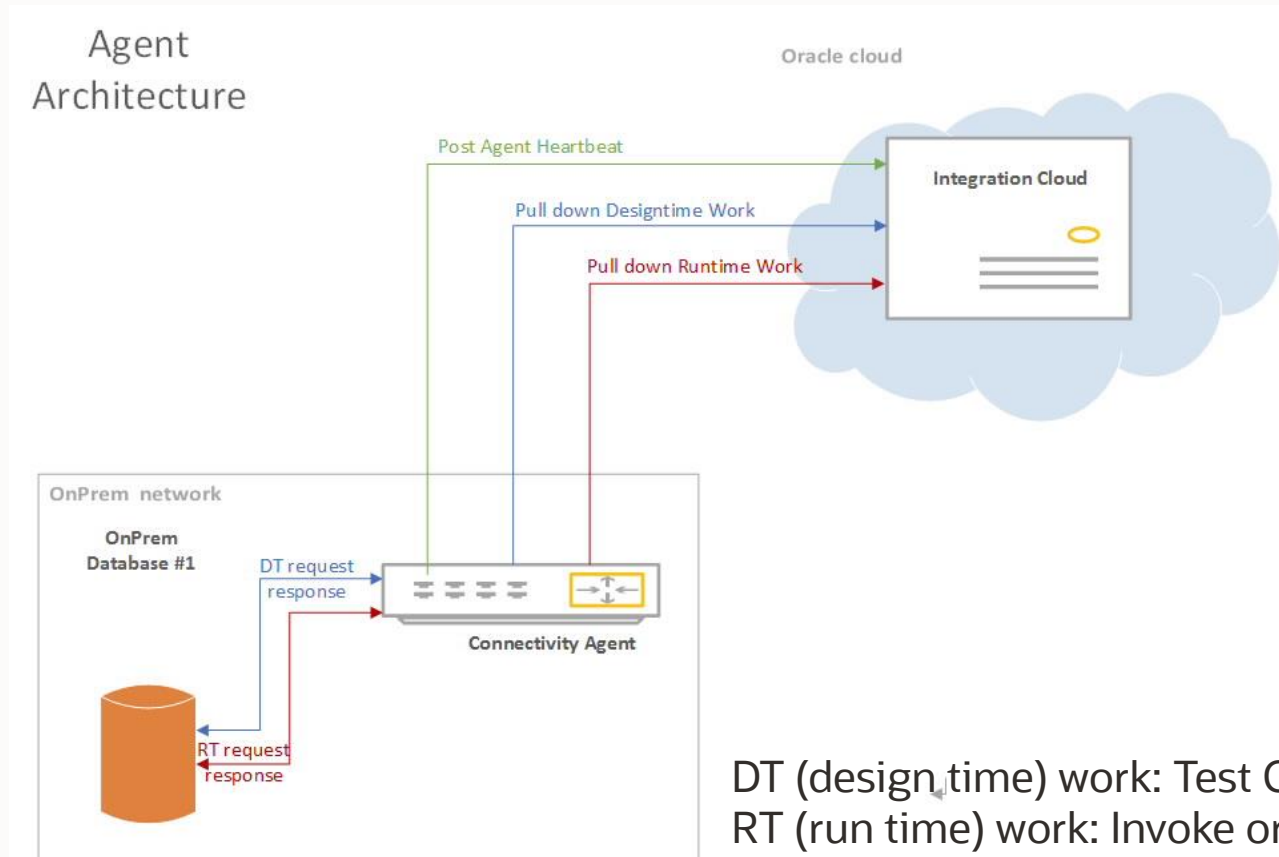 Agent
Architecture
Oracle cloud
Post Agent Heartbeat
Integration Cloud
Pull down Designtime Work
Pull down Runtime Work
OnPrem network
OnPrem
Database #1
DT request
response
Connectivity Agent
RT request
response
DT (design time) work: Test
RT (run time) work: Invoke